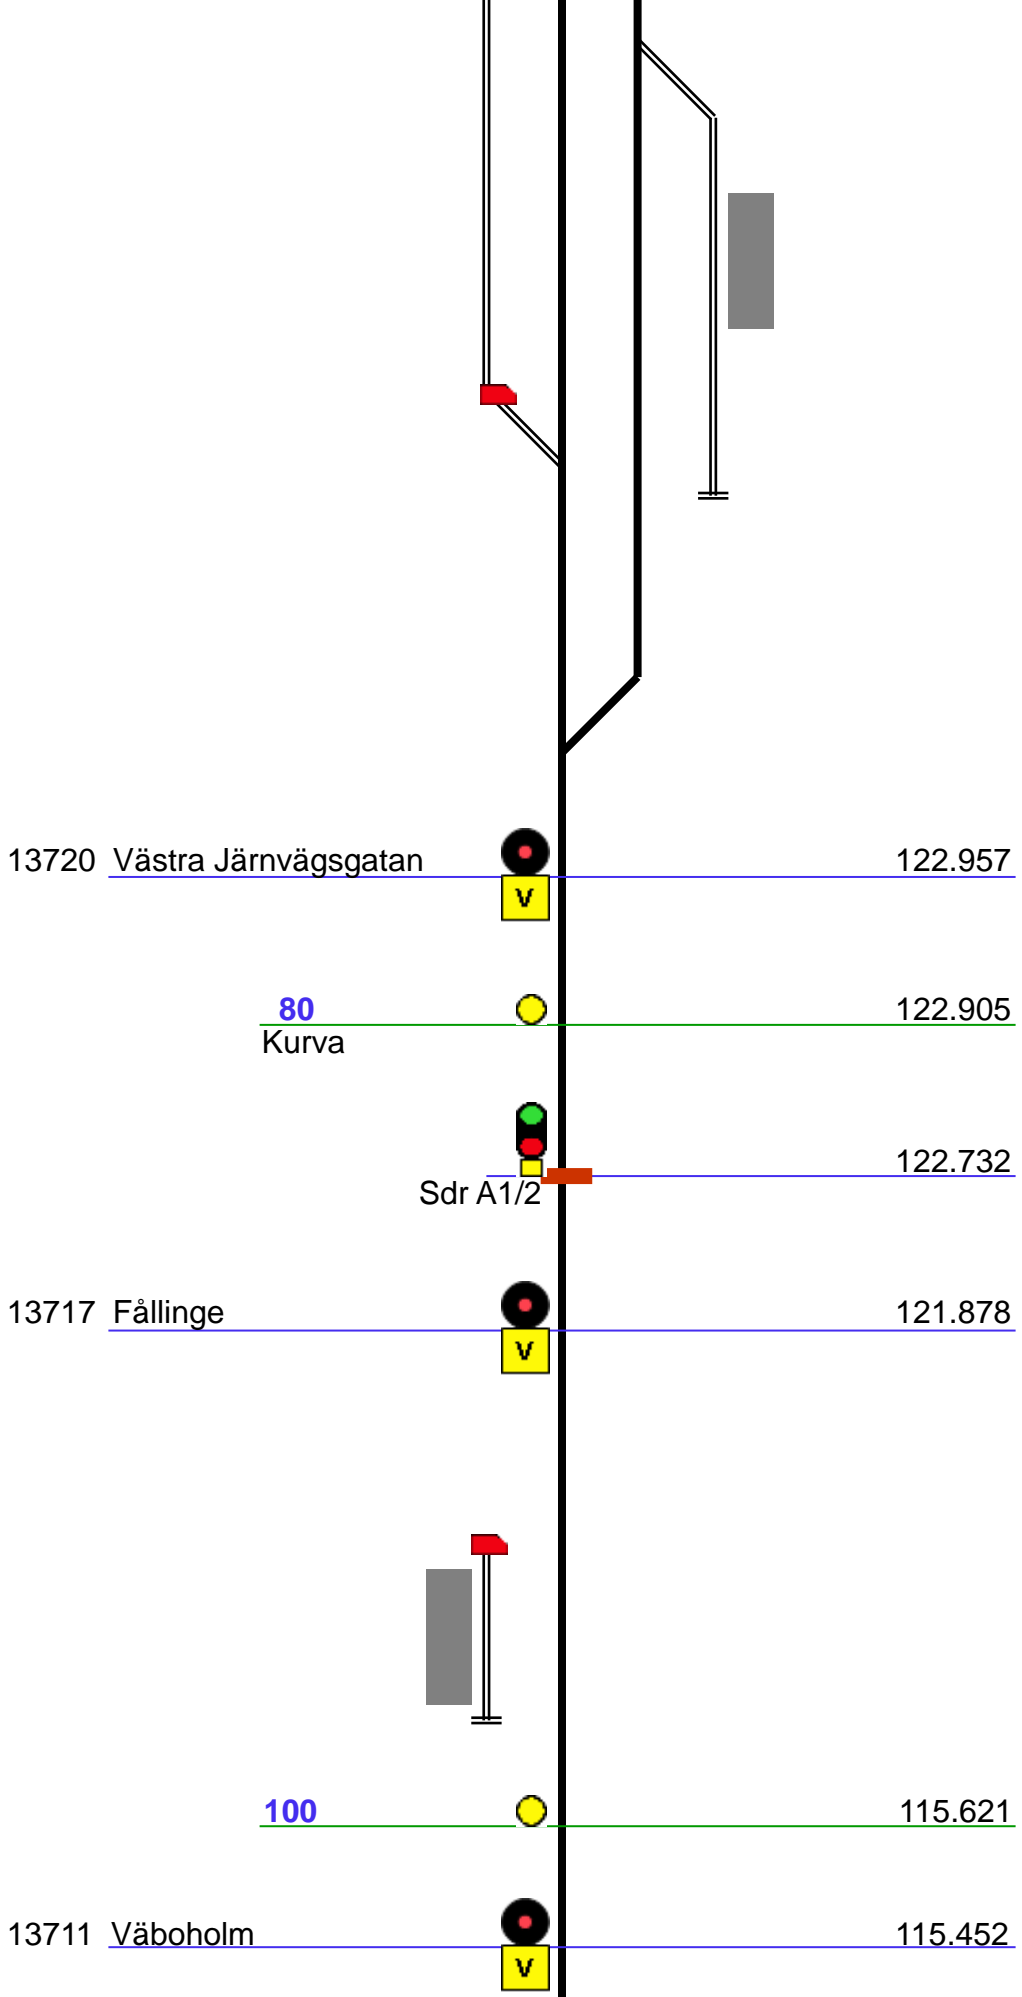 13720 Västra Järnvägsgatan 122.957
V
80 122.905
Kurva
122.732
Sdr A1/2
13717 Fållinge 121.878
V
100 115.621
13711 Väboholm 115.452
V